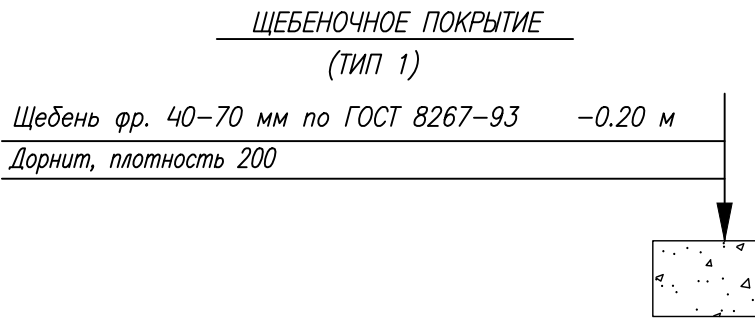 ЩЕБЕНОЧНОЕ ПОКРЫТИЕ
(ТИП 1)
Щебень фр. 40-70 мм по ГОСТ 8267-93 -0.20 м
Дорнит, плотность 200